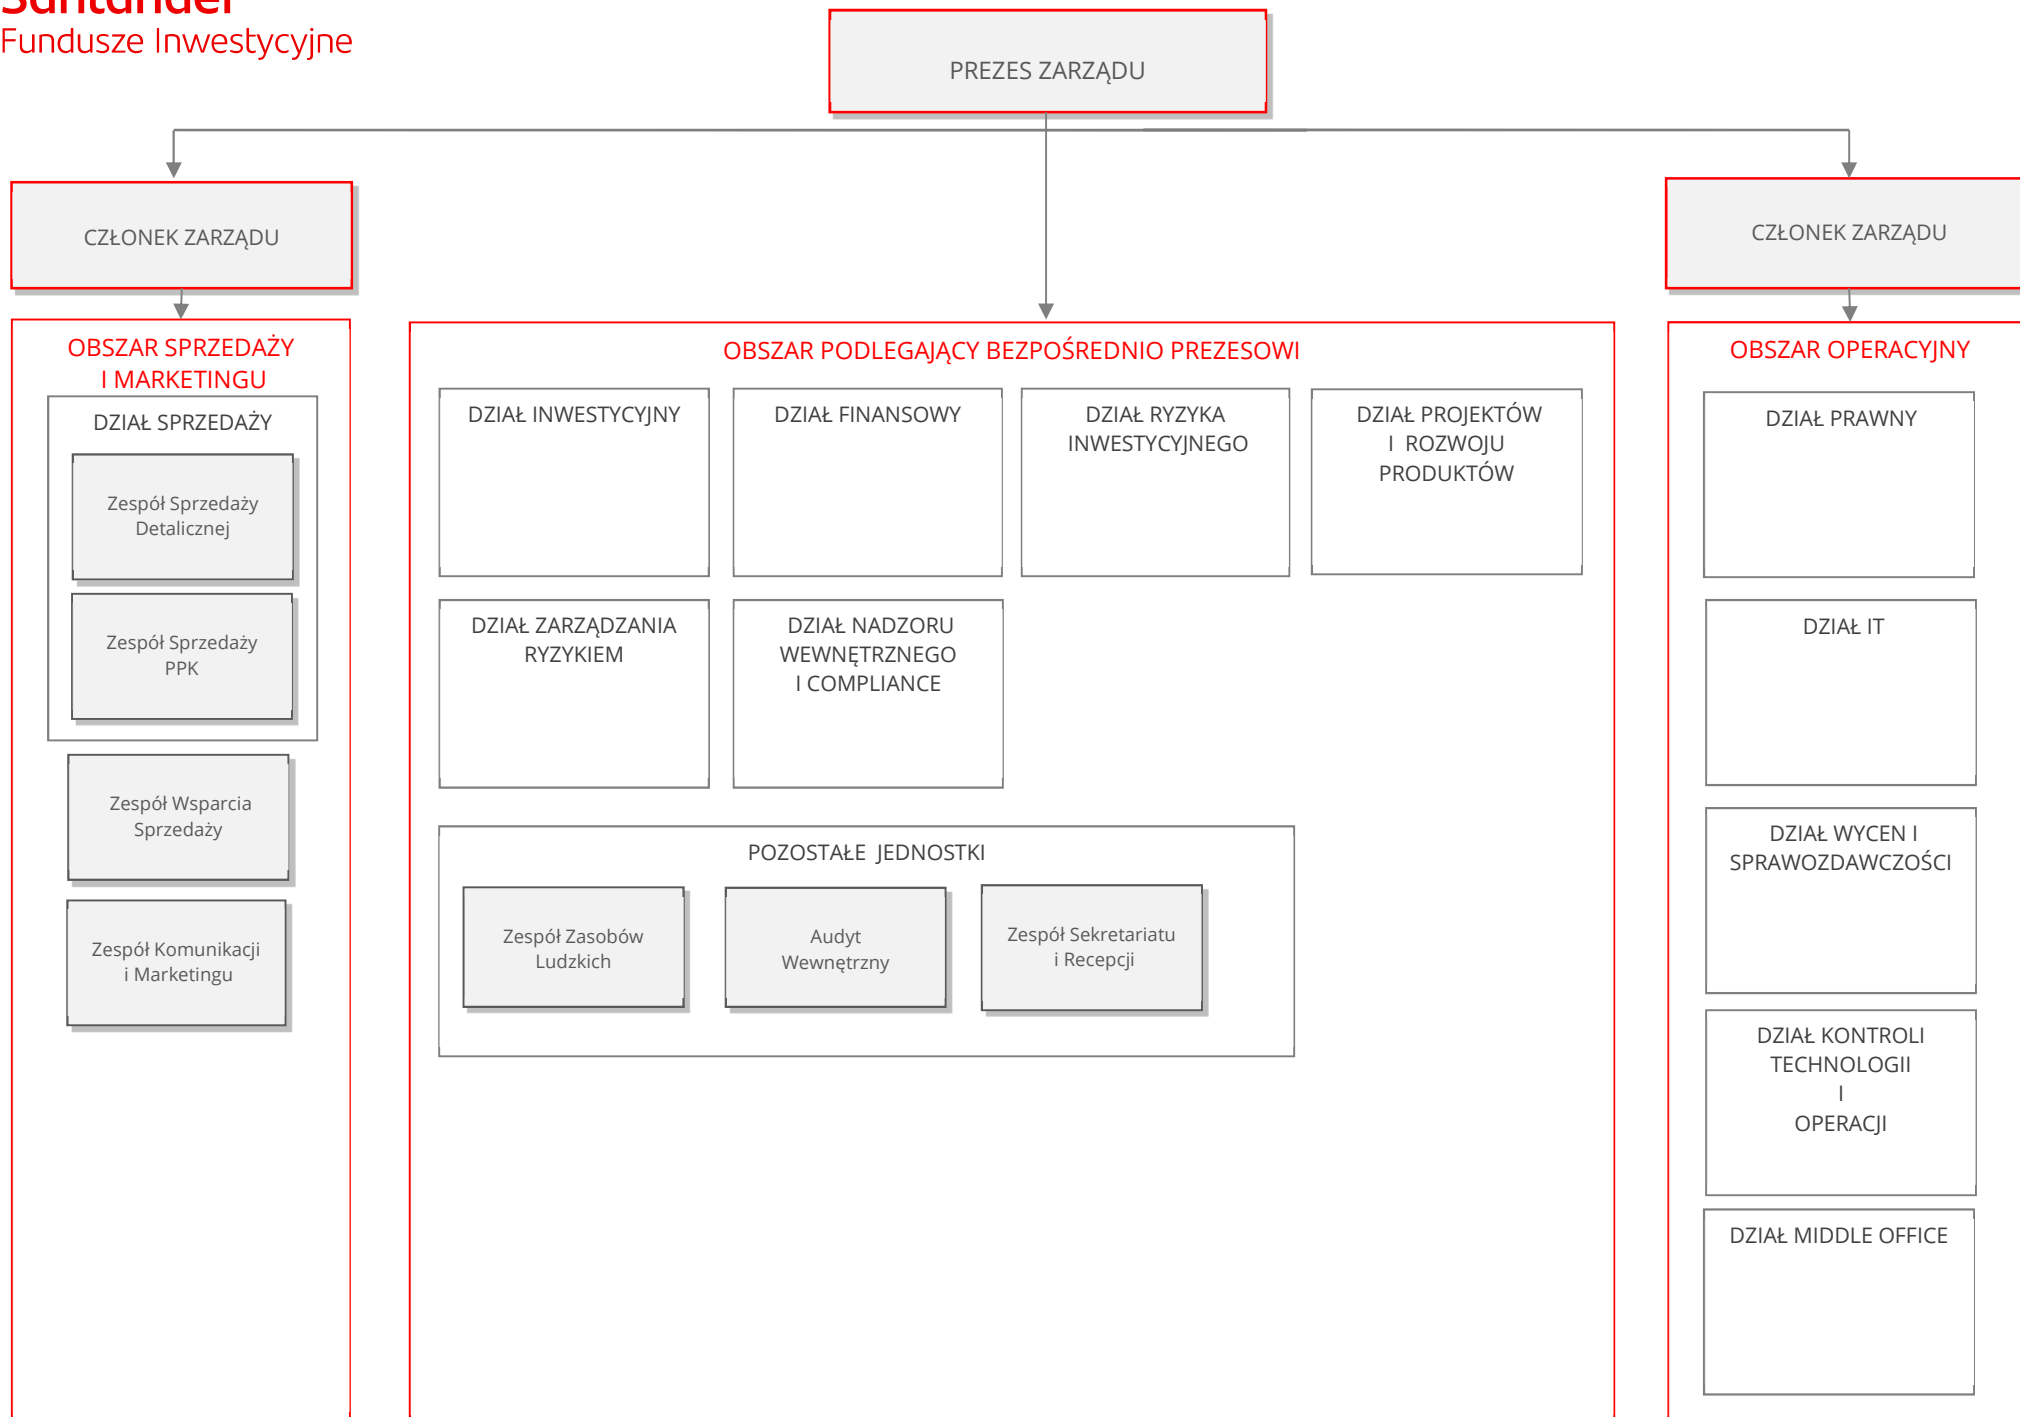 Santander
Fundusze Inwestycyjne
PREZES ZARZĄDU
CZŁONEK ZARZĄDU
CZŁONEK ZARZĄDU
OBSZAR SPRZEDAŻY
I MARKETINGU
DZIAŁ SPRZEDAŻY
Zespół Sprzedaży
Detalicznej
Zespół Sprzedaży
PPK
Zespół Wsparcia
Sprzedaży
Zespół Komunikacji
i Marketingu
OBSZAR PODLEGAJĄCY BEZPOŚREDNIO PREZESOWI
DZIAŁ INWESTYCYJNY
DZIAŁ FINANSOWY
DZIAŁ RYZYKA
INWESTYCYJNEGO
DZIAŁ PROJEKTÓW
I ROZWOJU
PRODUKTÓW
DZIAŁ ZARZĄDZANIA
RYZYKIEM
DZIAŁ NADZORU
WEWNĘTRZNEGO
I COMPLIANCE
POZOSTAŁE JEDNOSTKI
Zespół Zasobów
Ludzkich
Audyt
Wewnętrzny
Zespół Sekretariatu
i Recepcji
OBSZAR OPERACYJNY
DZIAŁ PRAWNY
DZIAŁ IT
DZIAŁ WYCEN I
SPRAWOZDAWCZOŚCI
DZIAŁ KONTROLI
TECHNOLOGII
I
OPERACJI
DZIAŁ MIDDLE OFFICE